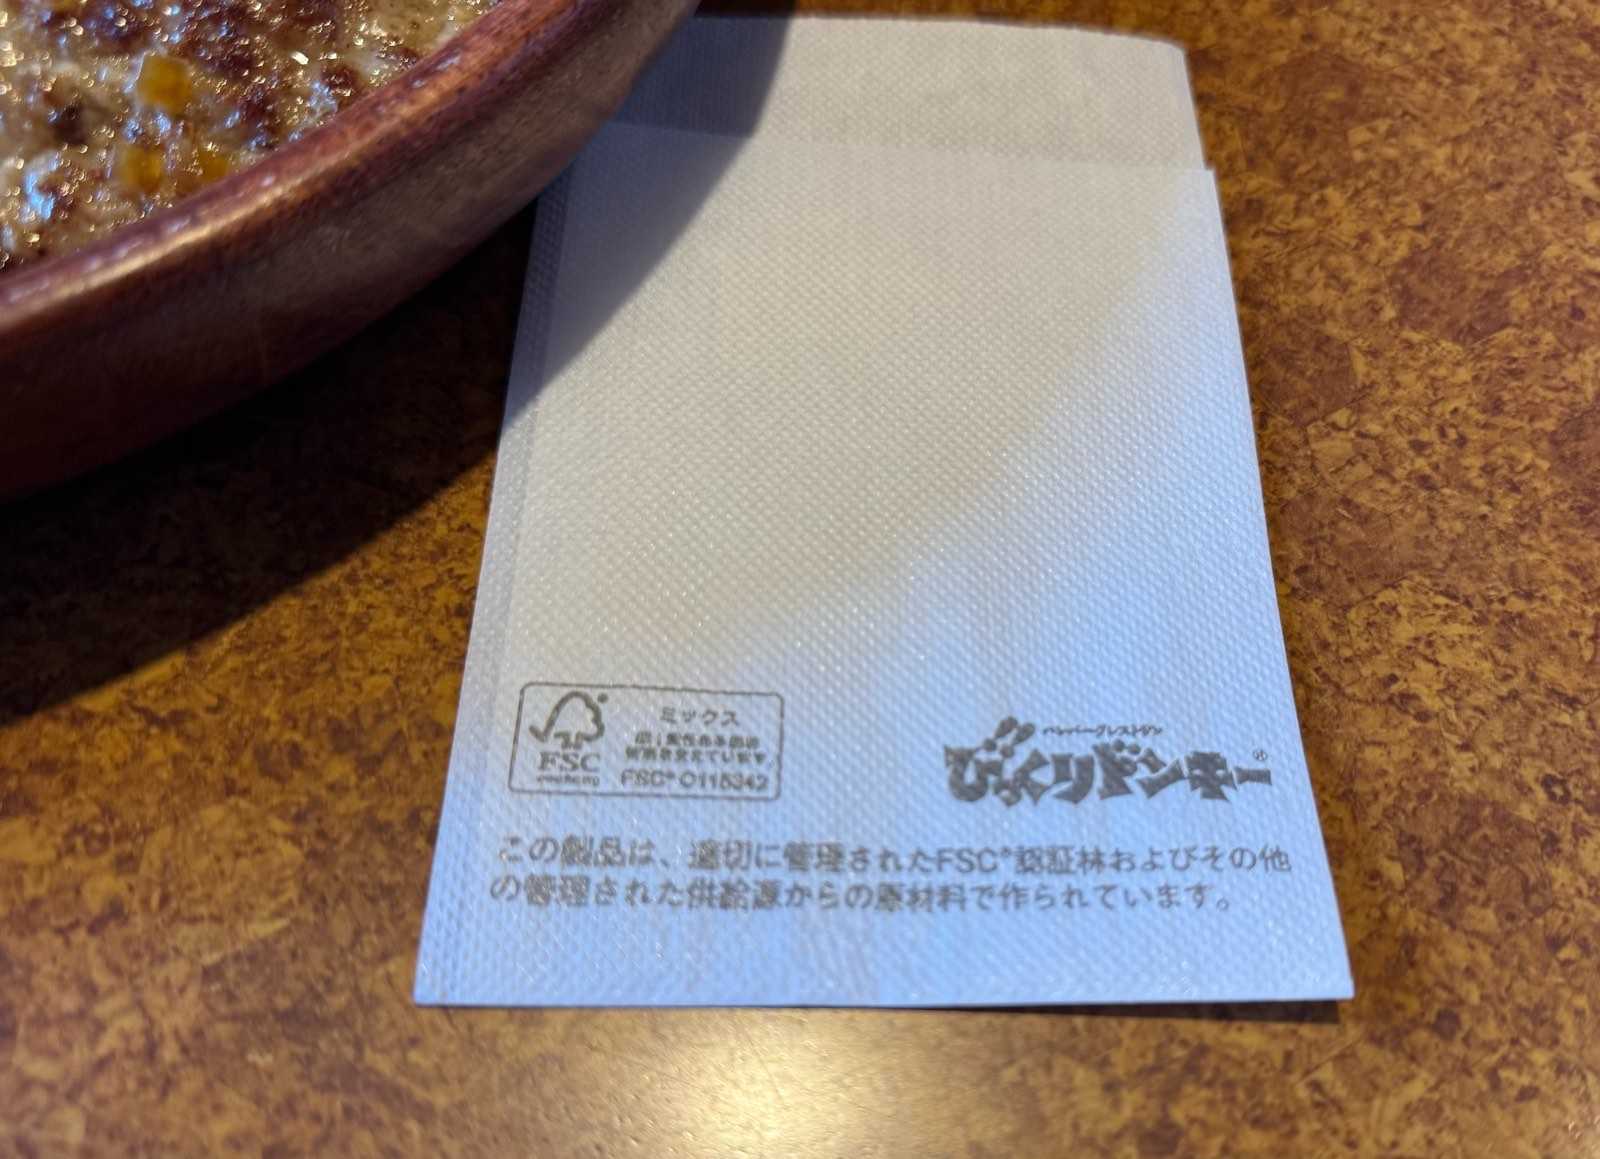 ミックス
FSC
FSC® C115342
ハンバーグレストラン
びっくりドンキー
®
この製品は、適切に管理されたFSC®認証林およびその他
の管理された供給源からの原材料で作られています。